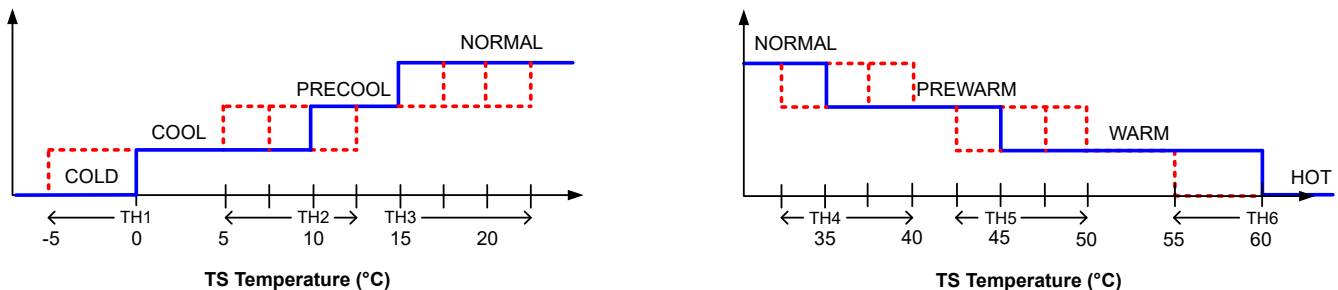 NORMAL
PRECOOL
COOL
COLD
TH1 TH2 TH3
-5 0 5 10 15 20
TS Temperature (°C)
NORMAL
PREWARM
WARM
HOT
TH4 TH5 TH6
35 40 45 50 55 60
TS Temperature (°C)